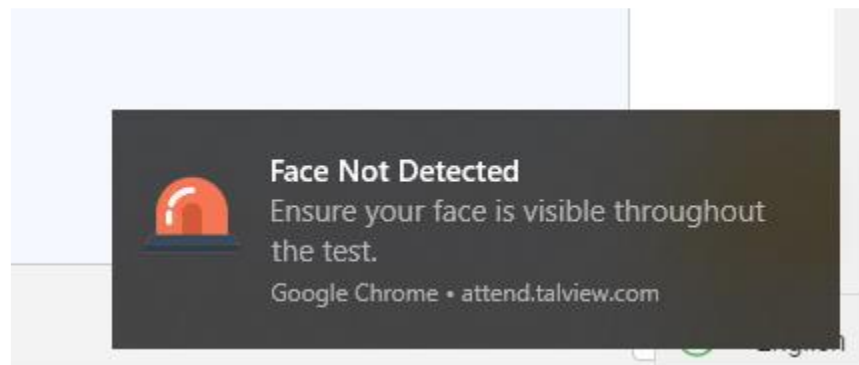 Face Not Detected
Ensure your face is visible throughout
the test.
Google Chrome • attend.talview.com